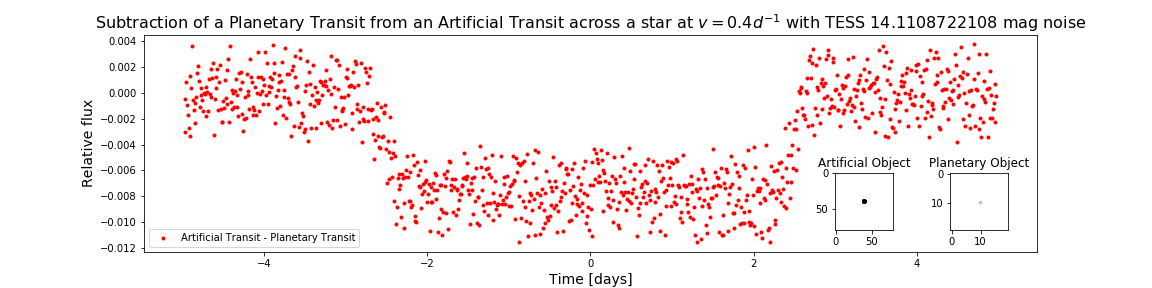 Subtraction of a Planetary Transit from an Artificial Transit across a star at v = 0.4d⁻¹ with TESS 14.1108722108 mag noise
0.004
0.002
0.000
−0.002
−0.004
−0.006
−0.008
−0.010
−0.012
Relative flux
Artificial Transit - Planetary Transit
Artificial Object
0
50
0 50
Planetary Object
0
10
0 10
−4 −2 0 2 4
Time [days]